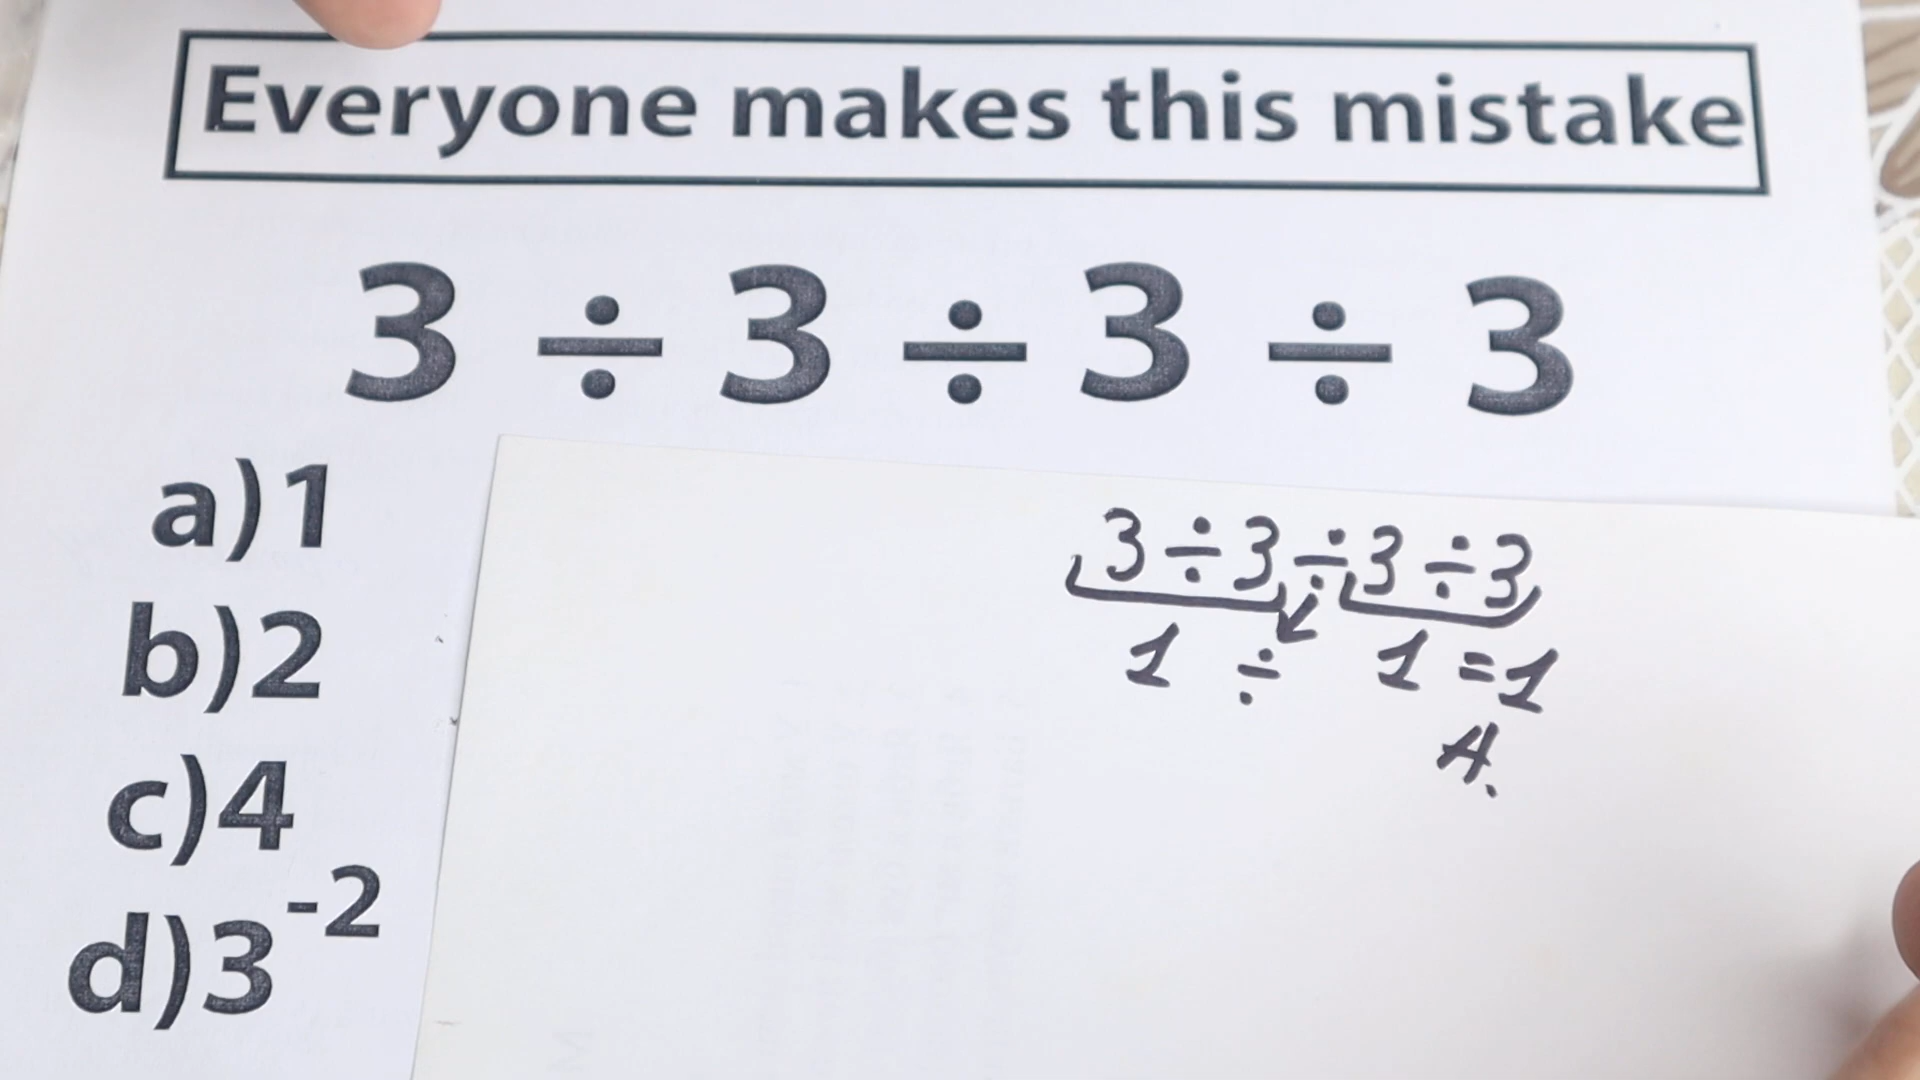 Everyone makes this mistake
3 ÷ 3 ÷ 3 ÷ 3
a)1
b)2
c)4
d)3⁻²
3÷3÷3÷3
1 ÷ 1 = 1
A.